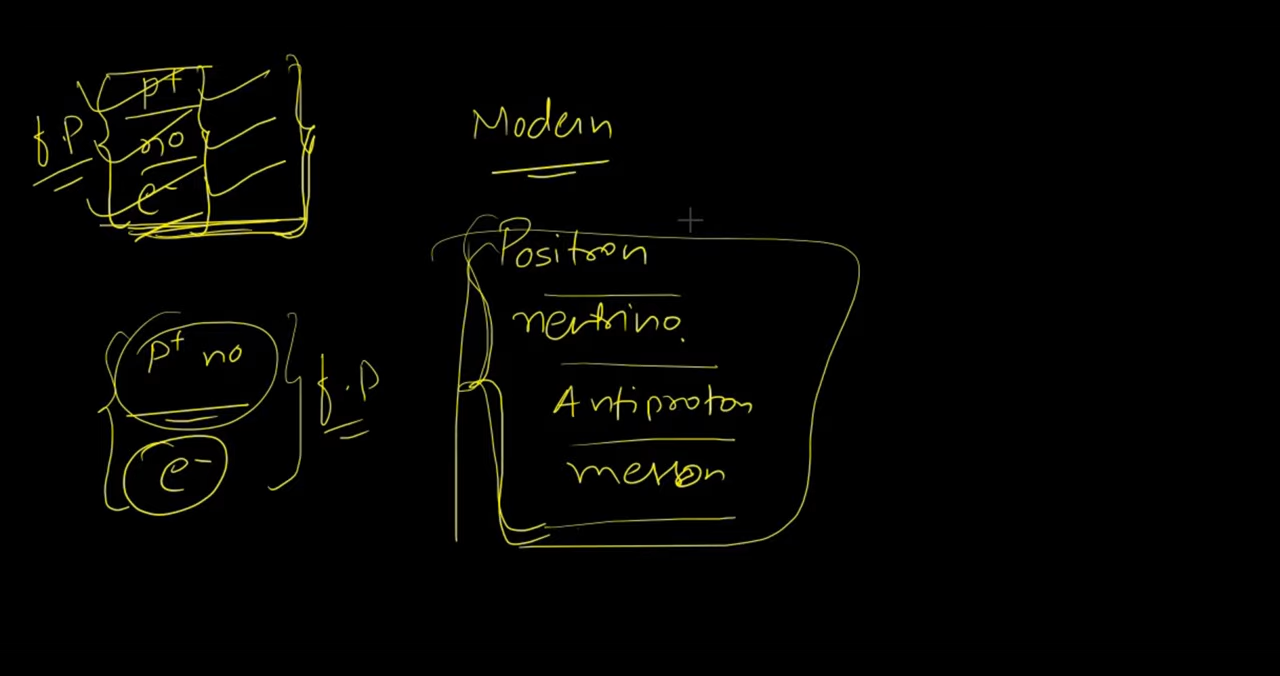 p+
f.P
no
e-
p+ no
f.P
e-
Modern
Positron
neutrino.
Antiproton
meson